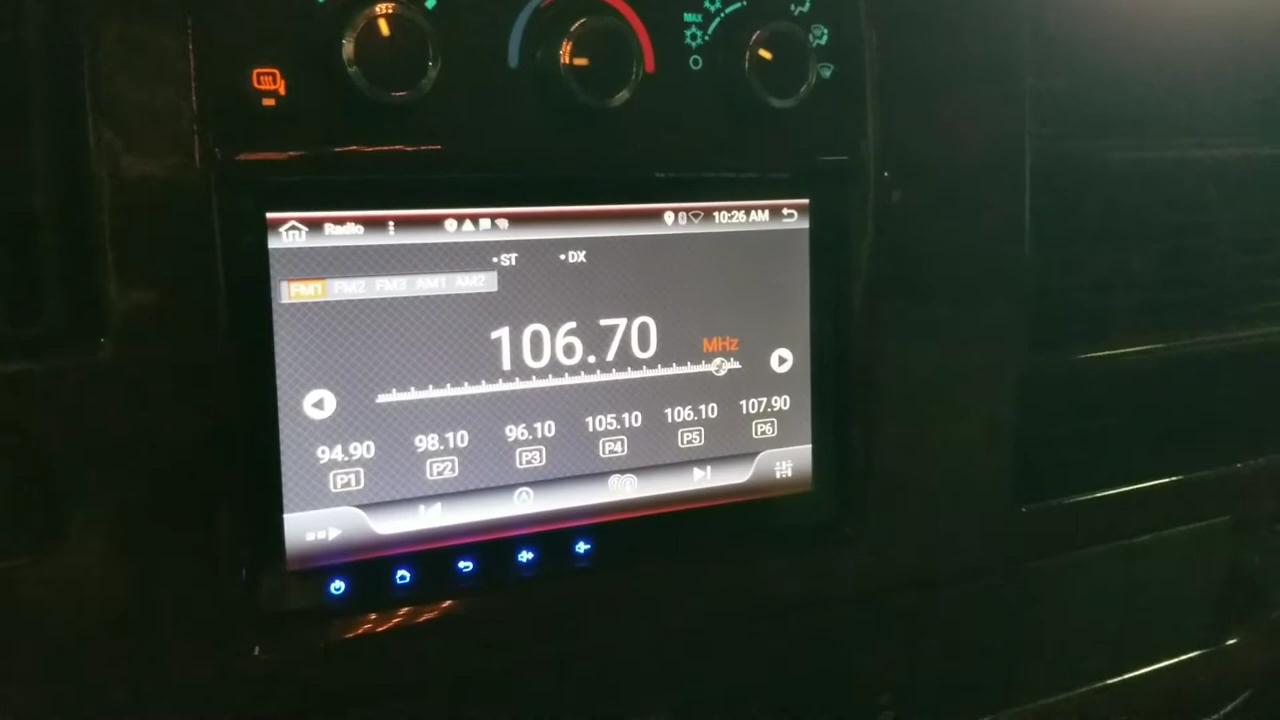 MAX
Radio
10:26 AM
ST DX
FM1 FM2 FM3 AM1 AM2
106.70 MHz
94.90 98.10 96.10 105.10 106.10 107.90
P1 P2 P3 P4 P5 P6